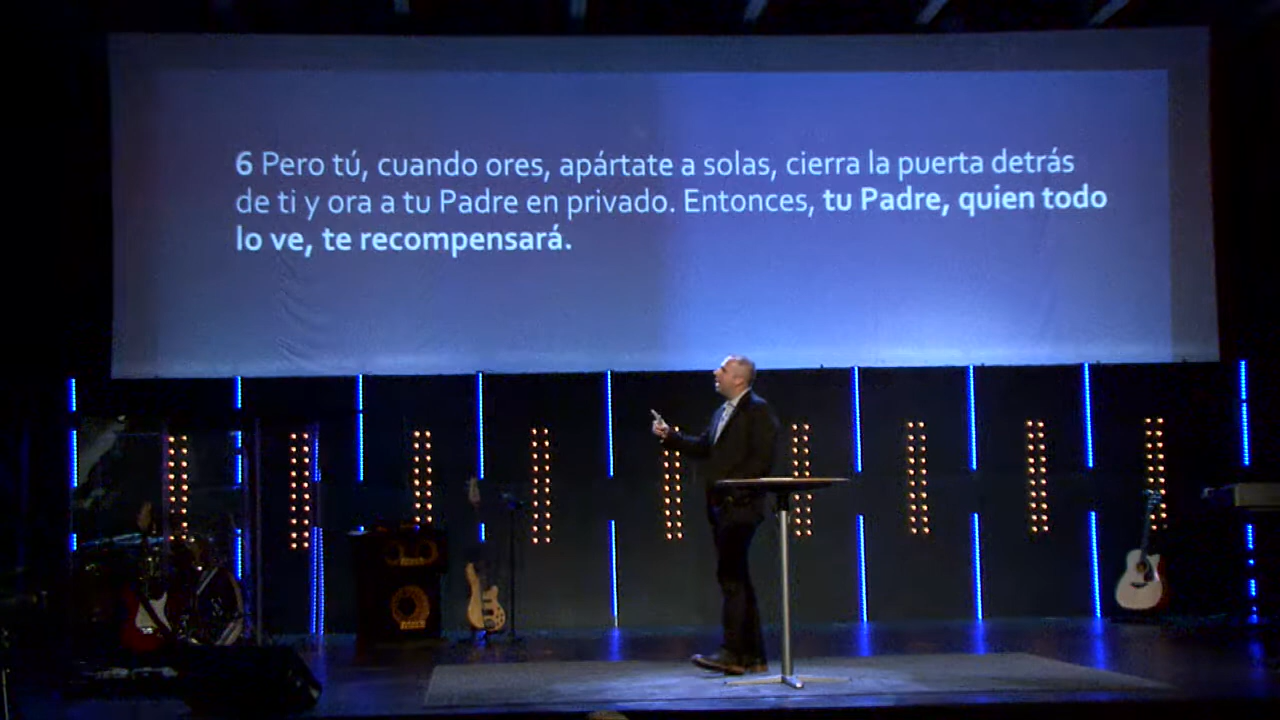 6 Pero tú, cuando ores, apártate a solas, cierra la puerta detrás
de ti y ora a tu Padre en privado. Entonces, tu Padre, quien todo
lo ve, te recompensará.